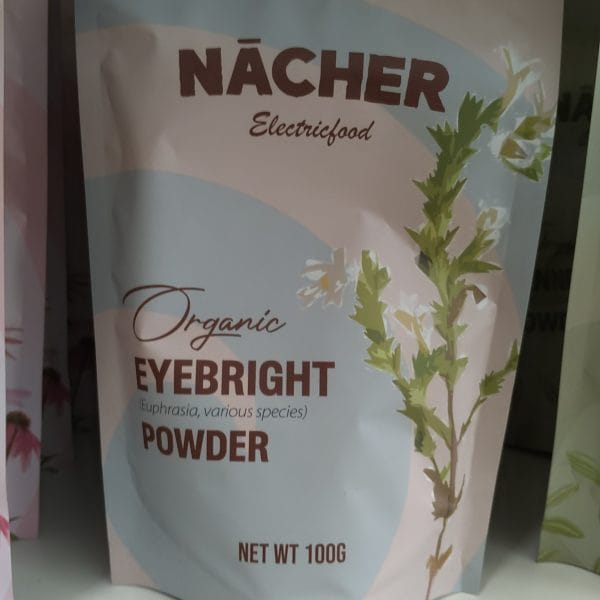 NĀCHER
Electricfood
Organic
EYEBRIGHT
(Euphrasia, various species)
POWDER
NET WT 100G